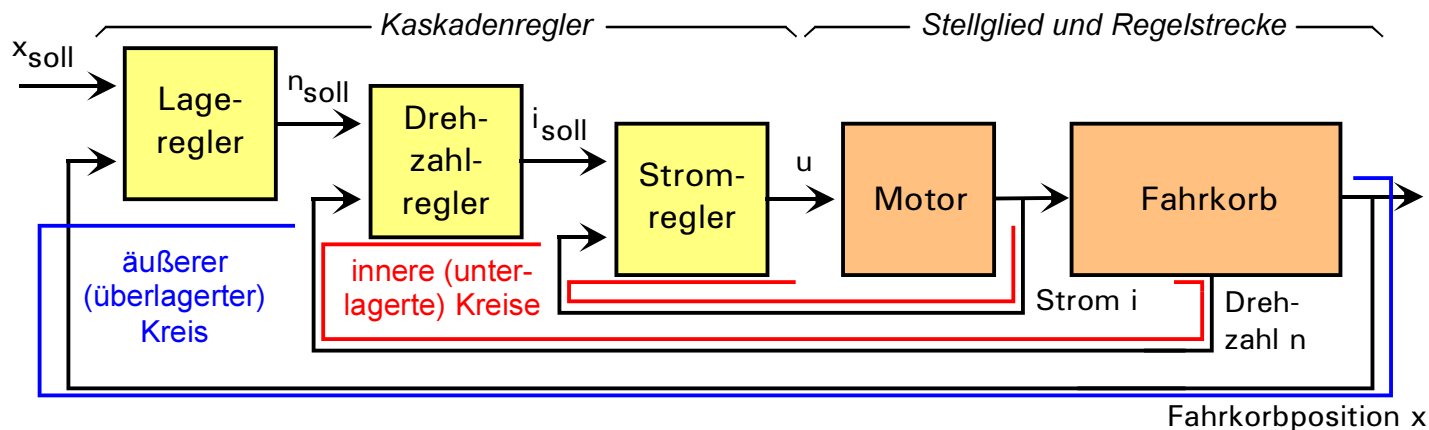 Kaskadenregler
Stellglied und Regelstrecke
x soll
Lage-
regler
n soll
Dreh-
zahl-
regler
i soll
Strom-
regler
u
Motor
Fahrkorb
äußerer
(überlagerter)
Kreis
innere (unter-
lagerte) Kreise
Strom i
Dreh-
zahl n
Fahrkorbposition x